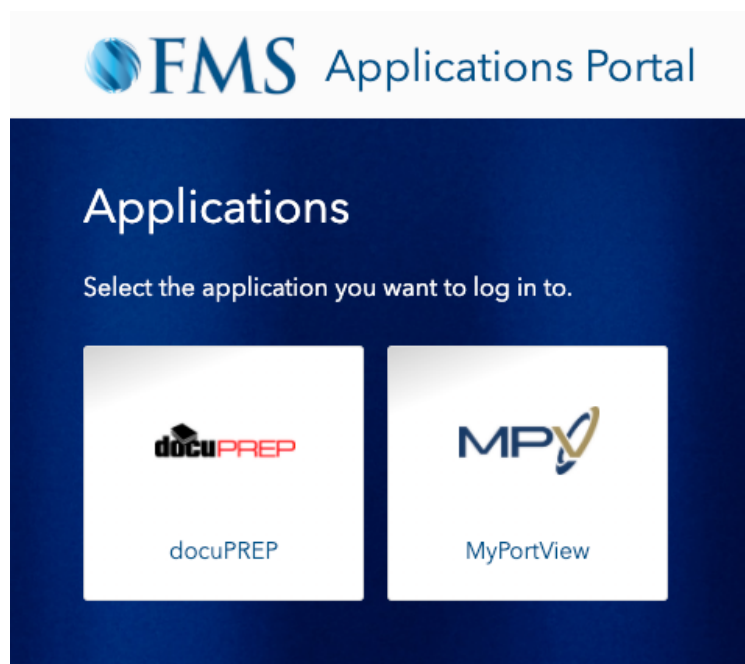 FMS Applications Portal
Applications
Select the application you want to log in to.
docuPREP MPV
docuPREP MyPortView